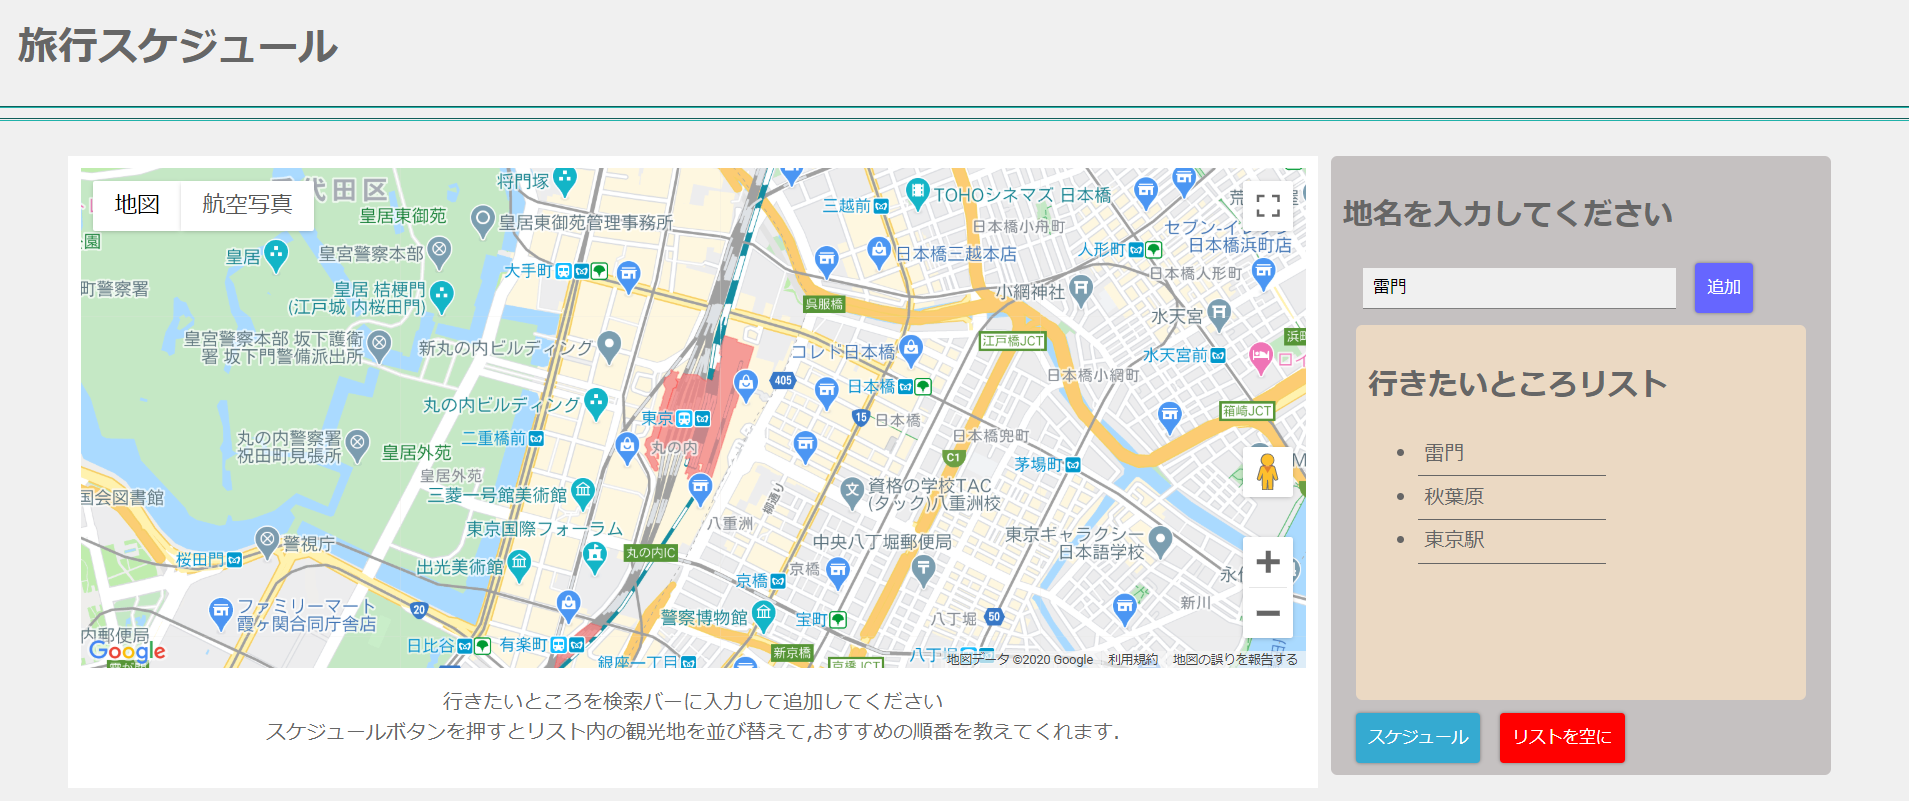 旅行スケジュール
地図
航空写真
代田区
将門塚
皇居東御苑
皇居東御苑管理事務所
三越前
TOHOシネマズ 日本橋
日本橋小舟町
人形町
日本橋浜町店
園
皇居
皇宮警察本部
大手町
日本橋三越本店
日本橋人形町
町警察署
皇居 桔梗門
(江戸城 内桜田門)
呉服橋
小網神社
水天宮
皇宮警察本部 坂下護衛
署 坂下門警備派出所
新丸の内ビルディング
コレド日本橋
江戸橋JCT
水天宮前
浜町
ロイ
405
日本橋
日本橋小網町
丸の内ビルディング
東京
15
日本橋
箱崎JCT
丸の内警察署
祝田町見張所
皇居外苑
二重橋前
丸の内
日本橋兜町
C1
茅場町
皇居外苑
国会図書館
三菱一号館美術館
柳通り
資格の学校TAC
(タック)八重洲校
東京国際フォーラム
八重洲
警視庁
桜田門
出光美術館
丸の内IC
中央八丁堀郵便局
東京ギャラクシー
日本語学校
京橋
京橋
ファミリーマート
霞ヶ関合同庁舎店
20
警察博物館
宝町
八丁堀
50
新川
内郵便局
日比谷
有楽町
銀座一丁目
新京橋
京橋JCT
八丁堀
Google
地図データ ©2020 Google
利用規約
地図の誤りを報告する
行きたいところを検索バーに入力して追加してください
スケジュールボタンを押すとリスト内の観光地を並び替えて,おすすめの順番を教えてくれます.
地名を入力してください
雷門
追加
行きたいところリスト
雷門
秋葉原
東京駅
スケジュール
リストを空に